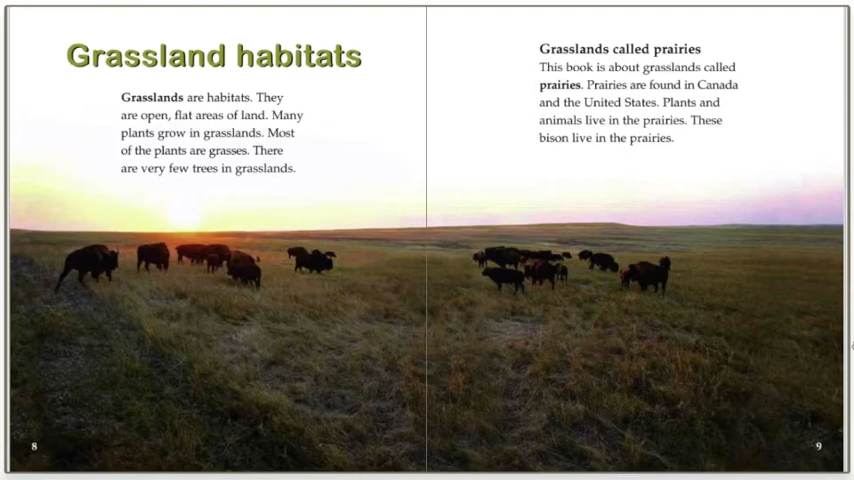 Grassland habitats
Grasslands are habitats. They
are open, flat areas of land. Many
plants grow in grasslands. Most
of the plants are grasses. There
are very few trees in grasslands.
8
Grasslands called prairies
This book is about grasslands called
prairies. Prairies are found in Canada
and the United States. Plants and
animals live in the prairies. These
bison live in the prairies.
9